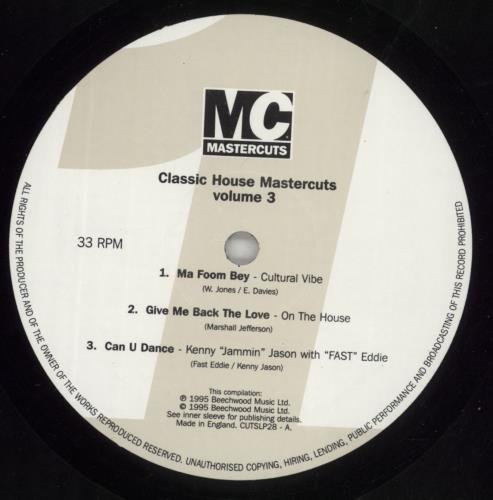 MC
MASTERCUTS
Classic House Mastercuts
volume 3
33 RPM
1. Ma Foom Bey - Cultural Vibe
(W. Jones / E. Davies)
2. Give Me Back The Love - On The House
(Marshall Jefferson)
3. Can U Dance - Kenny "Jammin" Jason with "FAST" Eddie
(Fast Eddie / Kenny Jason)
This compilation:
℗ 1995 Beechwood Music Ltd.
© 1995 Beechwood Music Ltd.
See inner sleeve for publishing details.
Made in England. CUTSLP28 - A.
ALL RIGHTS OF THE PRODUCER AND OF THE OWNER OF THE WORKS REPRODUCED RESERVED. UNAUTHORISED COPYING, HIRING, LENDING, PUBLIC PERFORMANCE AND BROADCASTING OF THIS RECORD PROHIBITED
1